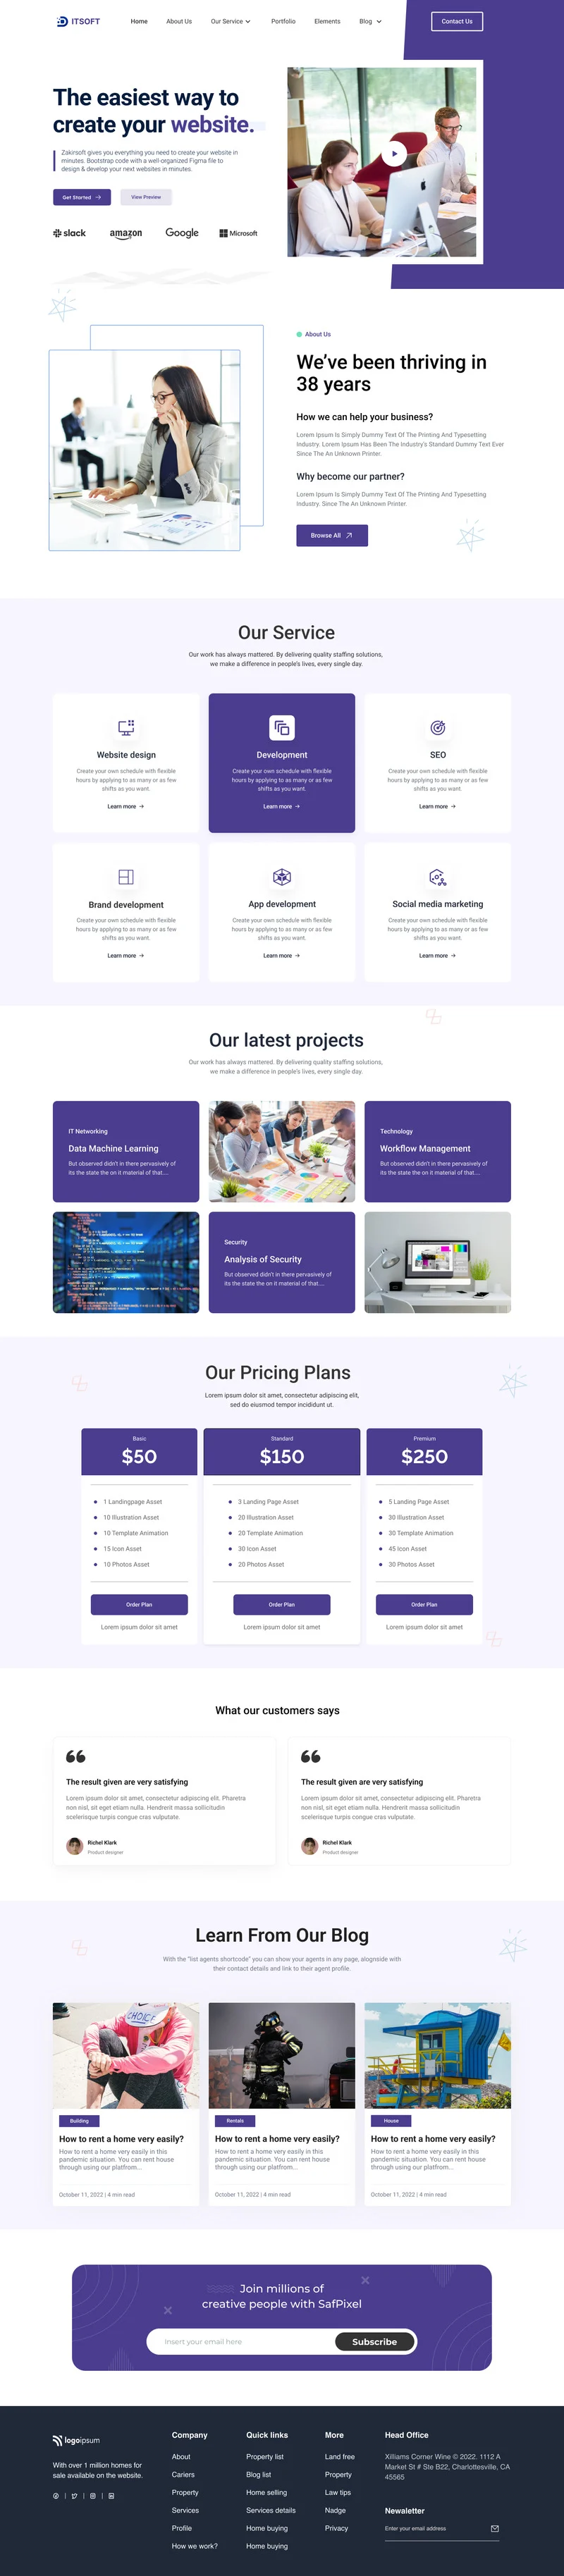 ITSOFT
Home About Us Our Service Portfolio Elements Blog Contact Us
The easiest way to
create your website.
Zakirsoft gives you everything you need to create your website in
minutes. Bootstrap code with a well-organized Figma file to
design & develop your next websites in minutes.
Get Started View Preview
slack amazon Google Microsoft
About Us
We've been thriving in
38 years
How we can help your business?
Lorem Ipsum Is Simply Dummy Text Of The Printing And Typesetting
Industry. Lorem Ipsum Has Been The Industry's Standard Dummy Text Ever
Since The An Unknown Printer.
Why become our partner?
Lorem Ipsum Is Simply Dummy Text Of The Printing And Typesetting
Industry. Since The An Unknown Printer.
Browse All
Our Service
Our work has always mattered. By delivering quality staffing solutions,
we make a difference in people's lives, every single day.
Website design
Create your own schedule with flexible
hours by applying to as many or as few
shifts as you want.
Learn more
Development
Create your own schedule with flexible
hours by applying to as many or as few
shifts as you want.
Learn more
SEO
Create your own schedule with flexible
hours by applying to as many or as few
shifts as you want.
Learn more
Brand development
Create your own schedule with flexible
hours by applying to as many or as few
shifts as you want.
Learn more
App development
Create your own schedule with flexible
hours by applying to as many or as few
shifts as you want.
Learn more
Social media marketing
Create your own schedule with flexible
hours by applying to as many or as few
shifts as you want.
Learn more
Our latest projects
Our work has always mattered. By delivering quality staffing solutions,
we make a difference in people's lives, every single day.
IT Networking
Data Machine Learning
But observed didn't in there pervasively of
its the state the on it material of that....
Technology
Workflow Management
But observed didn't in there pervasively of
its the state the on it material of that....
Security
Analysis of Security
But observed didn't in there pervasively of
its the state the on it material of that....
Our Pricing Plans
Lorem ipsum dolor sit amet, consectetur adipiscing elit,
sed do eiusmod tempor incididunt ut.
Basic
$50
1 Landingpage Asset
10 Illustration Asset
10 Template Animation
15 Icon Asset
10 Photos Asset
Order Plan
Lorem ipsum dolor sit amet
Standard
$150
3 Landing Page Asset
20 Illustration Asset
20 Template Animation
30 Icon Asset
20 Photos Asset
Order Plan
Lorem ipsum dolor sit amet
Premium
$250
5 Landing Page Asset
30 Illustration Asset
30 Template Animation
45 Icon Asset
30 Photos Asset
Order Plan
Lorem ipsum dolor sit amet
What our customers says
The result given are very satisfying
Lorem ipsum dolor sit amet, consectetur adipiscing elit. Pharetra
non nisl, sit eget etiam nulla. Hendrerit massa sollicitudin
scelerisque turpis congue cras vulputate.
Richel Klark
Product designer
The result given are very satisfying
Lorem ipsum dolor sit amet, consectetur adipiscing elit. Pharetra
non nisl, sit eget etiam nulla. Hendrerit massa sollicitudin
scelerisque turpis congue cras vulputate.
Richel Klark
Product designer
Learn From Our Blog
With the "list agents shortcode" you can show your agents in any page, alognside with
their contact details and link to their agent profile.
CHOICE
Building
How to rent a home very easily?
How to rent a home very easily in this
pandemic situation. You can rent house
through using our platfrom...
October 11, 2022 | 4 min read
Rentals
How to rent a home very easily?
How to rent a home very easily in this
pandemic situation. You can rent house
through using our platfrom...
October 11, 2022 | 4 min read
House
How to rent a home very easily?
How to rent a home very easily in this
pandemic situation. You can rent house
through using our platfrom...
October 11, 2022 | 4 min read
Join millions of
creative people with SafPixel
Insert your email here Subscribe
logoipsum
With over 1 million homes for
sale available on the website.
Company
About
Cariers
Property
Services
Profile
How we work?
Quick links
Property list
Blog list
Home selling
Services details
Home buying
Home buying
More
Land free
Property
Law tips
Nadge
Privacy
Head Office
Xilliams Corner Wine © 2022. 1112 A
Market St # Ste B22, Charlottesville, CA
45565
Newaletter
Enter your email address